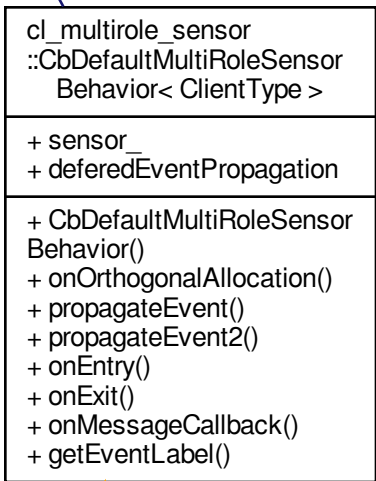 cl_multirole_sensor
::CbDefaultMultiRoleSensor
Behavior< ClientType >
+ sensor_
+ deferedEventPropagation
+ CbDefaultMultiRoleSensor
Behavior()
+ onOrthogonalAllocation()
+ propagateEvent()
+ propagateEvent2()
+ onEntry()
+ onExit()
+ onMessageCallback()
+ getEventLabel()